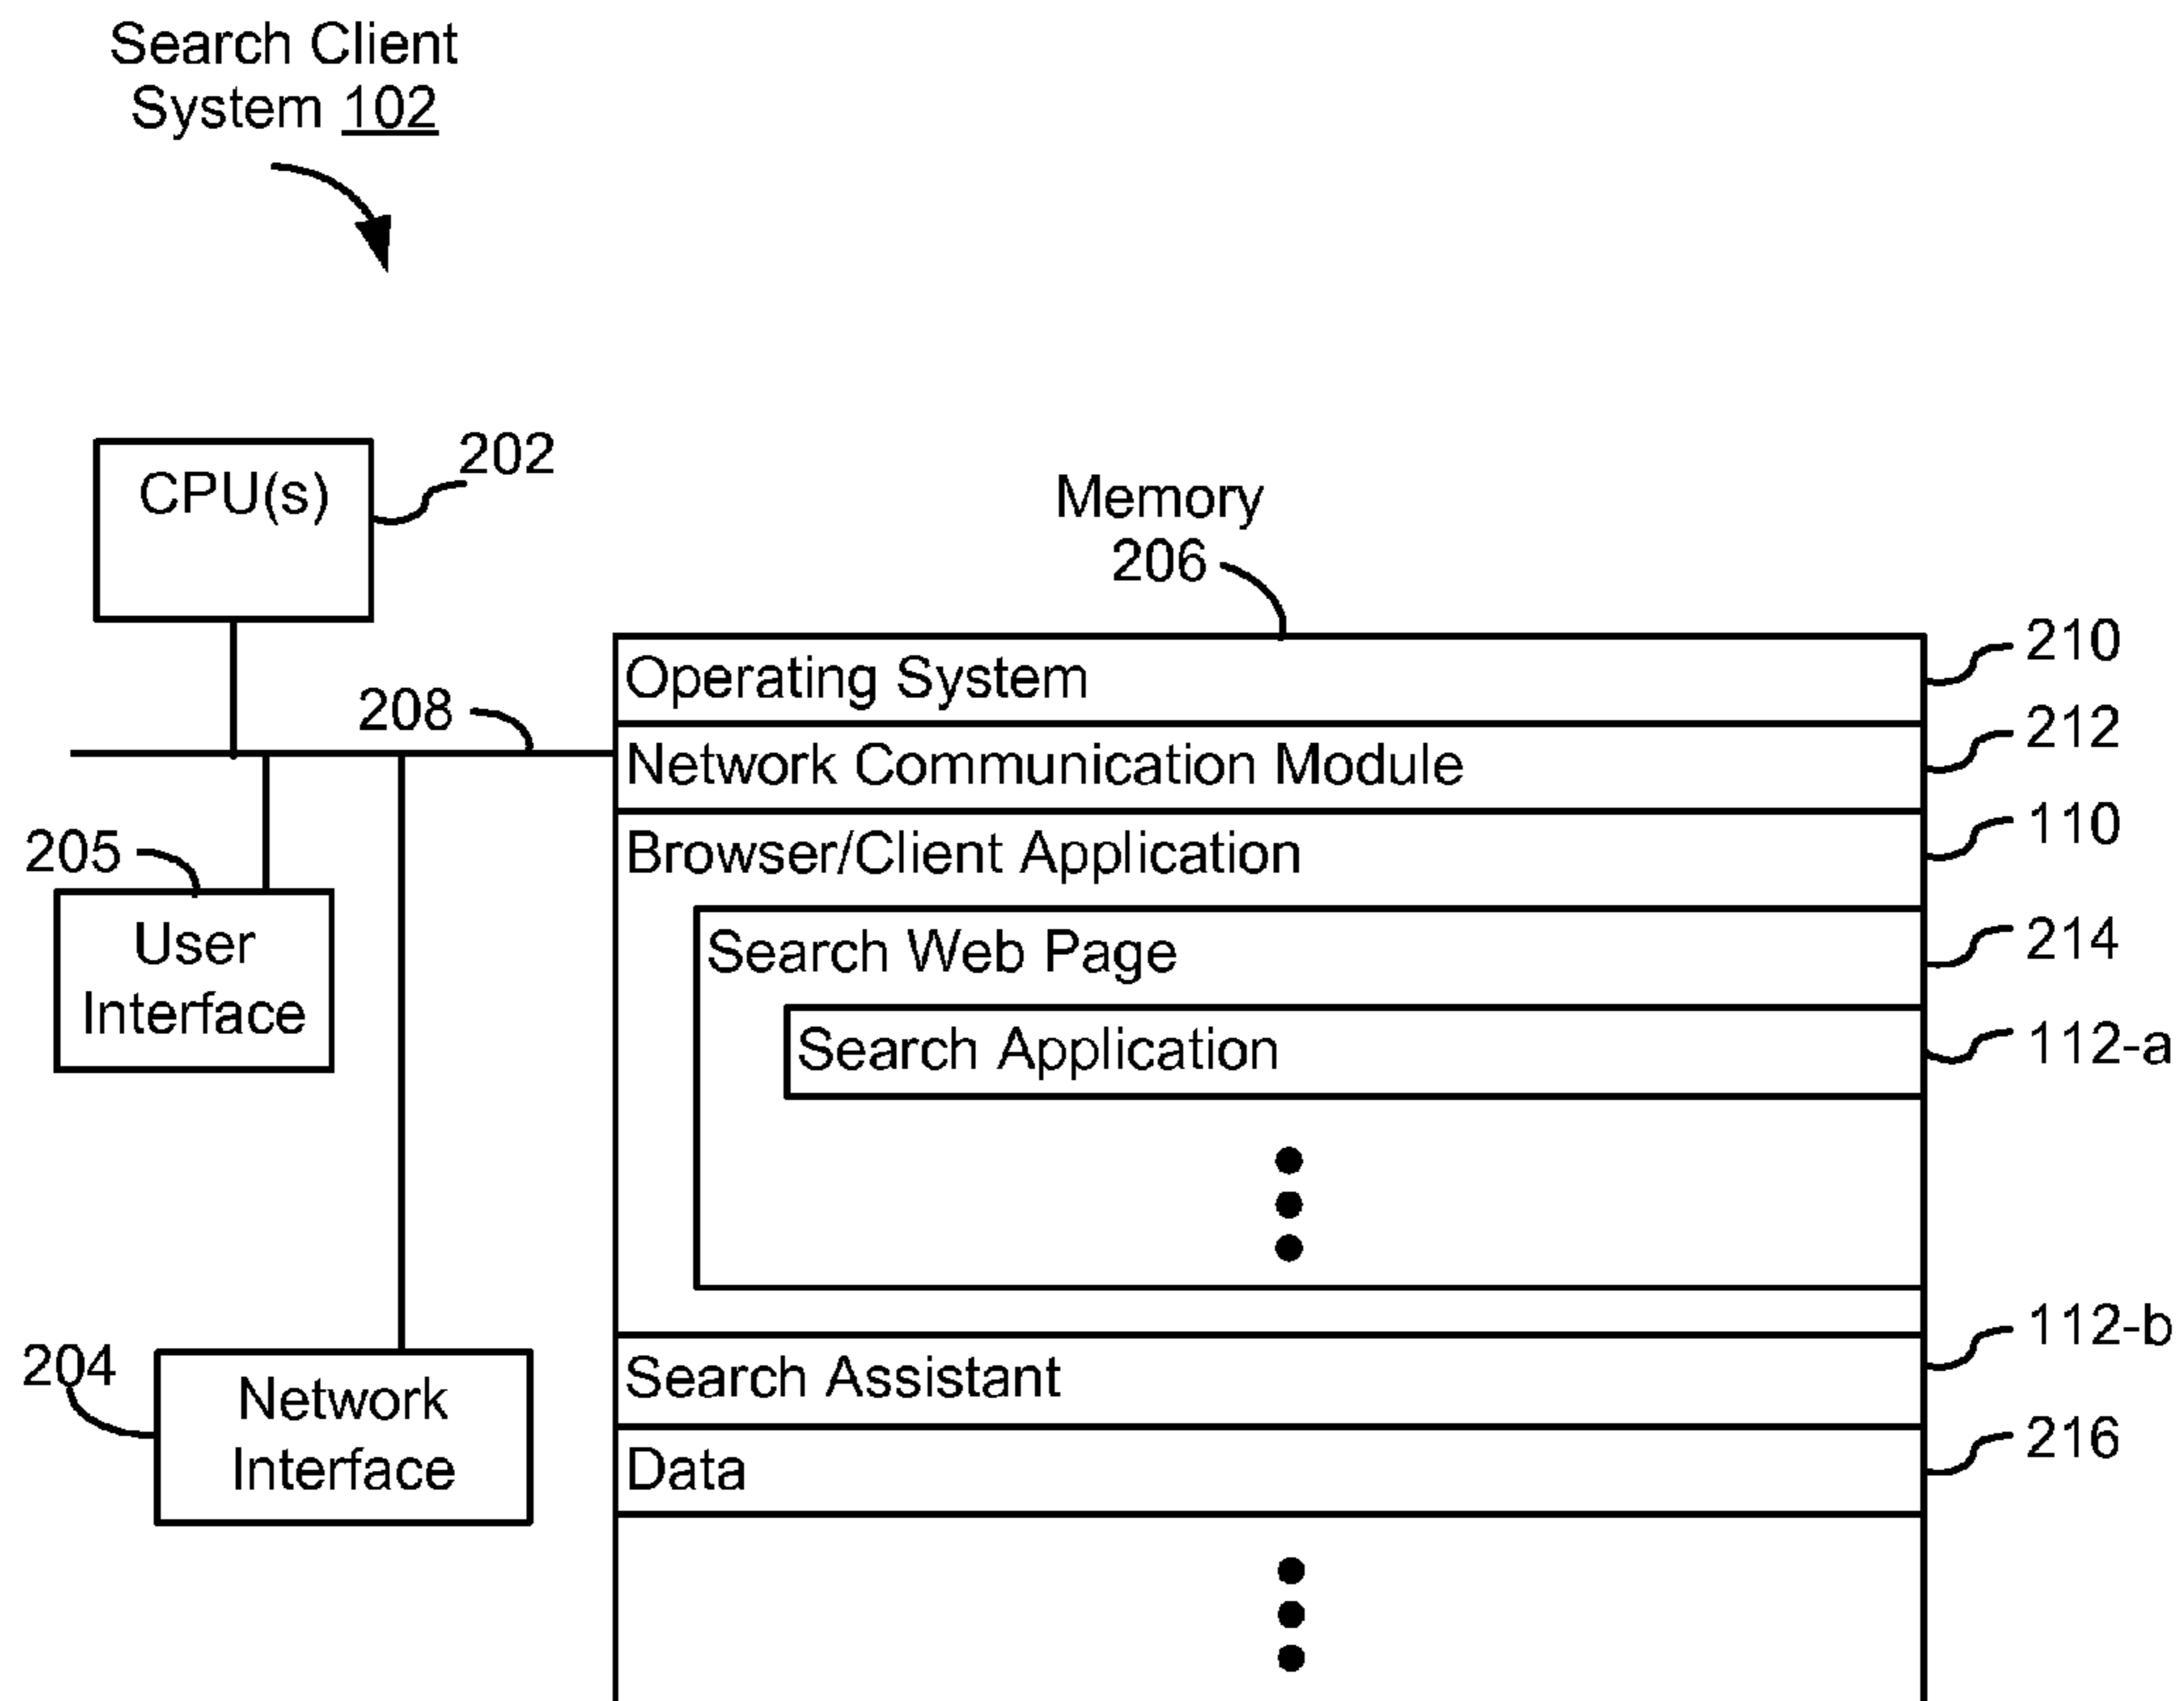 Search Client
System 102
CPU(s)
202
Memory
206
Operating System
210
208
Network Communication Module
212
Browser/Client Application
110
205
User
Interface
Search Web Page
214
Search Application
112-a
204
Network
Interface
Search Assistant
112-b
Data
216